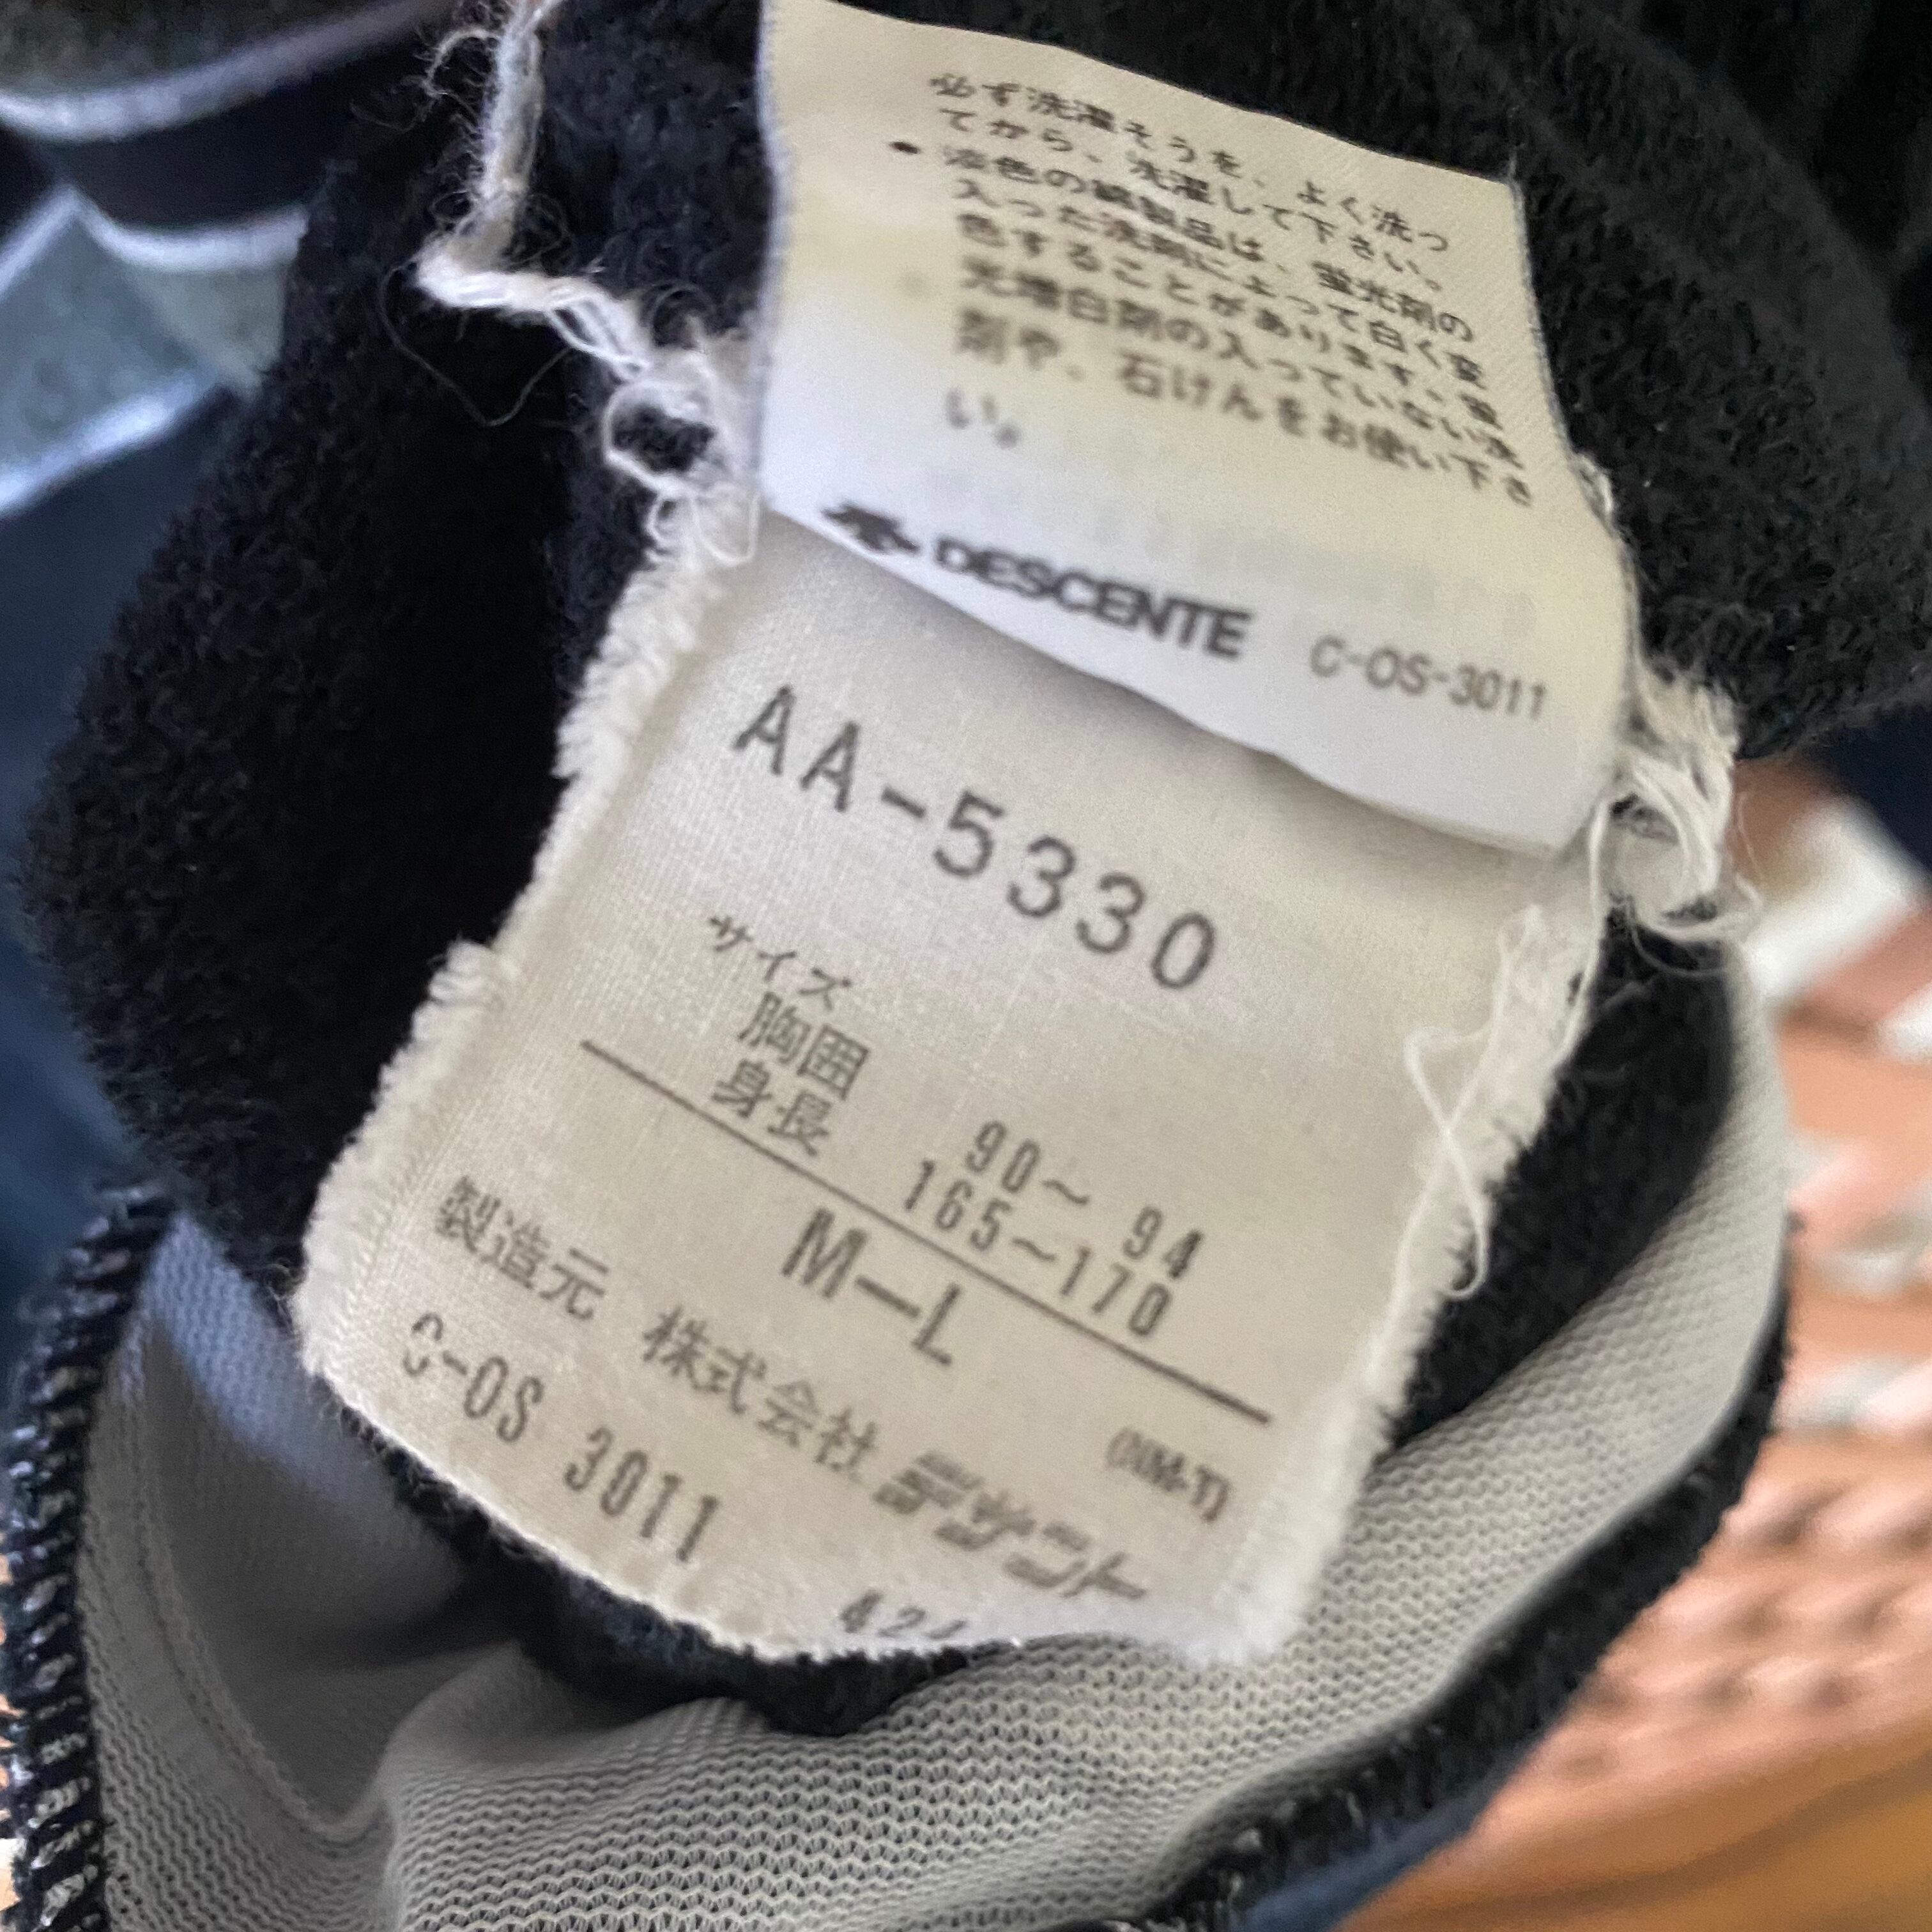 必ず洗濯そうを、よく洗っ
てから、洗濯して下さい。
● 淡色の綿製品は、蛍光剤の
入った洗剤によって白く変
色することがあります。蛍
光増白剤の入っていない洗
剤や、石けんをお使い下さ
い。
DESCENTE C-OS-3011
AA-5330
サイズ
胸囲 90～ 94
身長 165～170
M-L
(NM-1)
製造元 株式会社 デサント
C-OS 3011